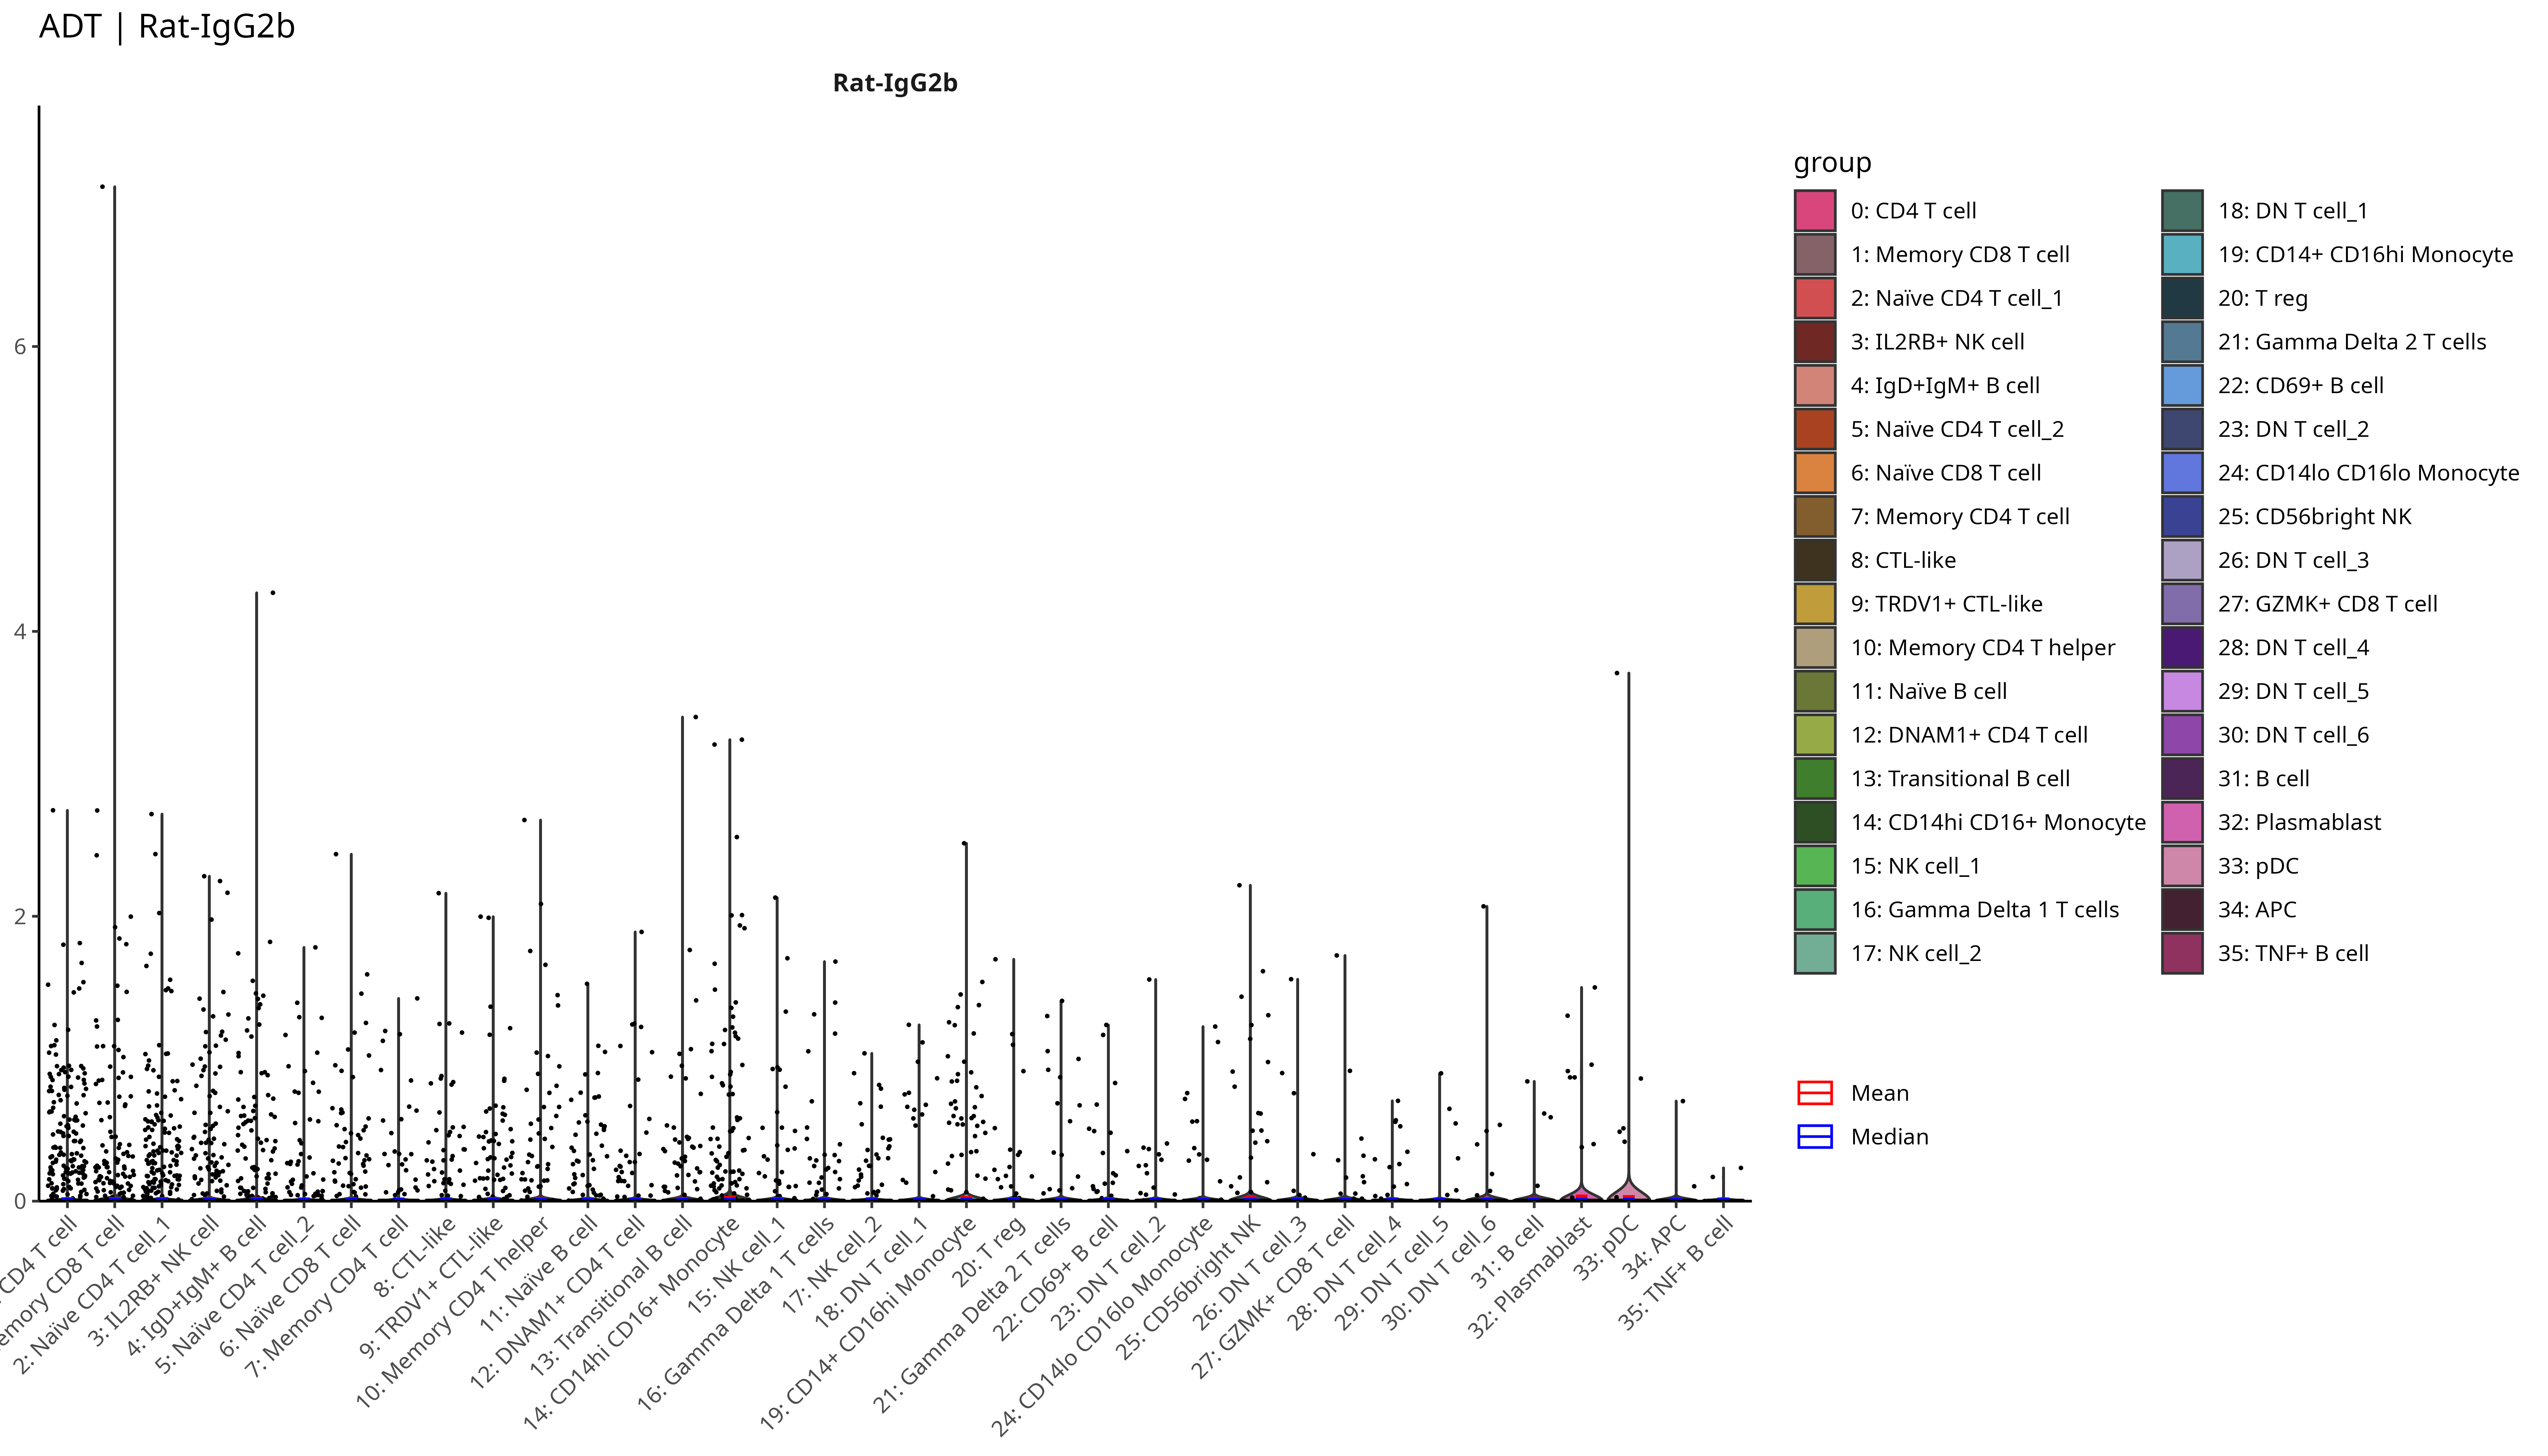 ADT | Rat-IgG2b
Rat-IgG2b
6
4
2
0
CD4 T cell
Memory CD8 T cell
2: Naïve CD4 T cell_1
3: IL2RB+ NK cell
4: IgD+IgM+ B cell
5: Naïve CD4 T cell_2
6: Naïve CD8 T cell
7: Memory CD4 T cell
8: CTL-like
9: TRDV1+ CTL-like
10: Memory CD4 T helper
11: Naïve B cell
12: DNAM1+ CD4 T cell
13: Transitional B cell
14: CD14hi CD16+ Monocyte
15: NK cell_1
16: Gamma Delta 1 T cells
17: NK cell_2
18: DN T cell_1
19: CD14+ CD16hi Monocyte
20: T reg
21: Gamma Delta 2 T cells
22: CD69+ B cell
23: DN T cell_2
24: CD14lo CD16lo Monocyte
25: CD56bright NK
26: DN T cell_3
27: GZMK+ CD8 T cell
28: DN T cell_4
29: DN T cell_5
30: DN T cell_6
31: B cell
32: Plasmablast
33: pDC
34: APC
35: TNF+ B cell
group
0: CD4 T cell
1: Memory CD8 T cell
2: Naïve CD4 T cell_1
3: IL2RB+ NK cell
4: IgD+IgM+ B cell
5: Naïve CD4 T cell_2
6: Naïve CD8 T cell
7: Memory CD4 T cell
8: CTL-like
9: TRDV1+ CTL-like
10: Memory CD4 T helper
11: Naïve B cell
12: DNAM1+ CD4 T cell
13: Transitional B cell
14: CD14hi CD16+ Monocyte
15: NK cell_1
16: Gamma Delta 1 T cells
17: NK cell_2
18: DN T cell_1
19: CD14+ CD16hi Monocyte
20: T reg
21: Gamma Delta 2 T cells
22: CD69+ B cell
23: DN T cell_2
24: CD14lo CD16lo Monocyte
25: CD56bright NK
26: DN T cell_3
27: GZMK+ CD8 T cell
28: DN T cell_4
29: DN T cell_5
30: DN T cell_6
31: B cell
32: Plasmablast
33: pDC
34: APC
35: TNF+ B cell
Mean
Median